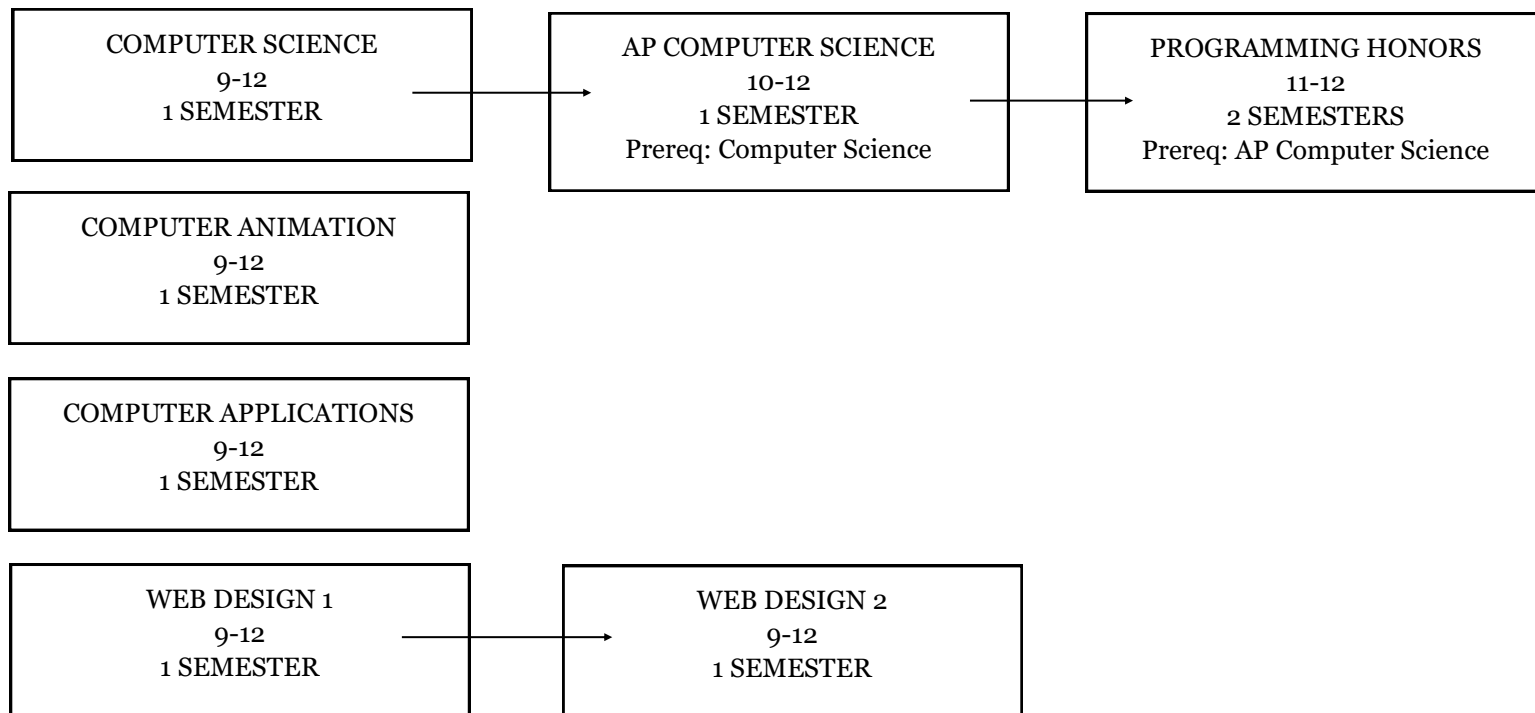 COMPUTER SCIENCE
9-12
1 SEMESTER
AP COMPUTER SCIENCE
10-12
1 SEMESTER
Prereq: Computer Science
PROGRAMMING HONORS
11-12
2 SEMESTERS
Prereq: AP Computer Science
COMPUTER ANIMATION
9-12
1 SEMESTER
COMPUTER APPLICATIONS
9-12
1 SEMESTER
WEB DESIGN 1
9-12
1 SEMESTER
WEB DESIGN 2
9-12
1 SEMESTER